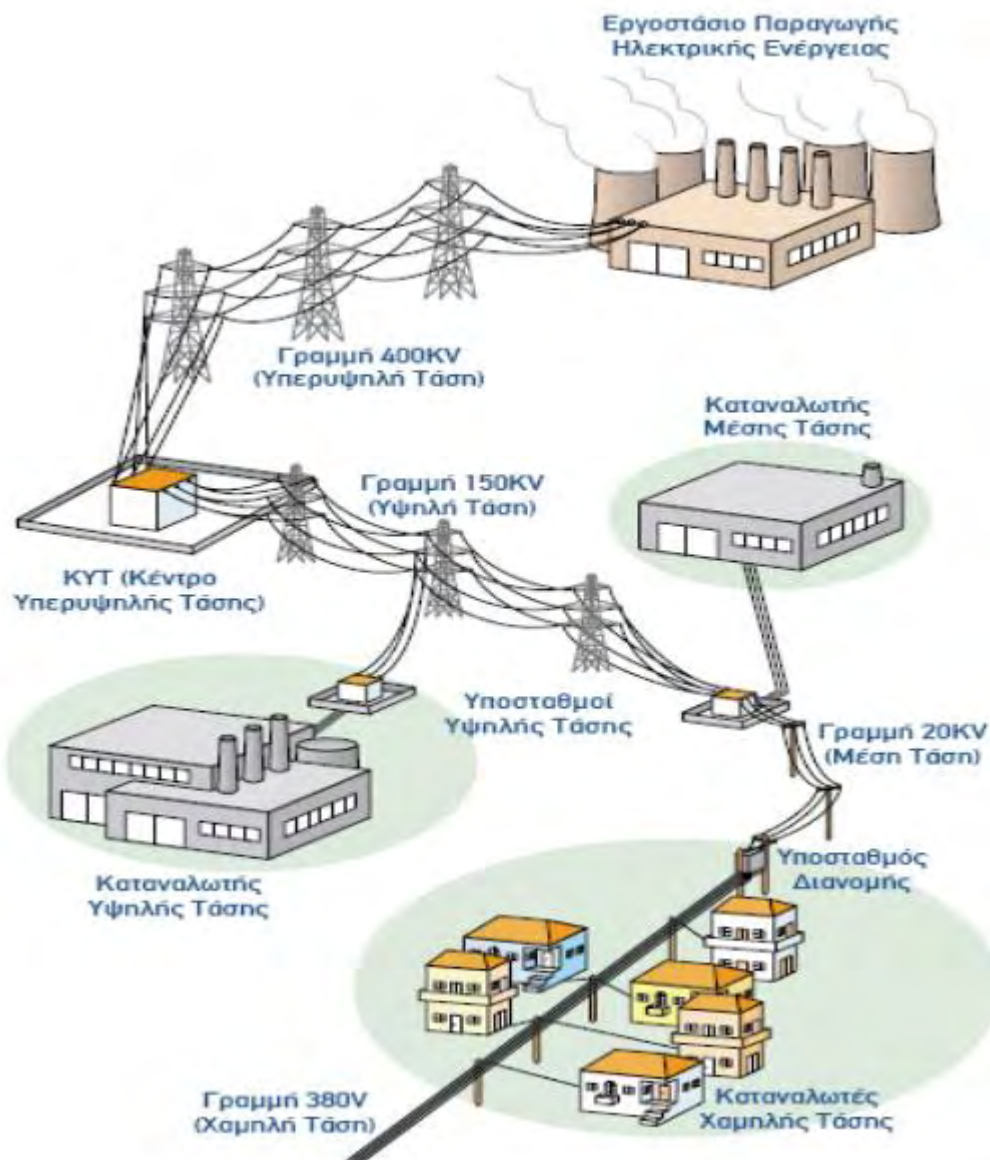 Εργοστάσιο Παραγωγής
Ηλεκτρικής Ενέργειας
Γραμμή 400KV
(Υπερυψηλή Τάση)
Καταναλωτής
Μέσης Τάσης
Γραμμή 150KV
(Υψηλή Τάση)
ΚΥΤ (Κέντρο
Υπερυψηλής Τάσης)
Υποσταθμοί
Υψηλής Τάσης
Γραμμή 20KV
(Μέση Τάση)
Καταναλωτής
Υψηλής Τάσης
Υποσταθμός
Διανομής
Γραμμή 380V
(Χαμηλή Τάση)
Καταναλωτές
Χαμηλής Τάσης